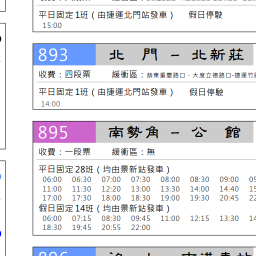 平日固定1班（由捷運北門站發車） 假日停駛
15:00
893 北 門 - 北新莊
收費：四段票 緩衝區：
平日固定1班（由捷運北門站發車） 假日停駛
14:00
895 南勢角 - 公 館
收費：一段票 緩衝區：無
平日固定28班（均由景新站發車）
06:00 06:30 07:00 07:30 08:00 08:30 09:00
11:00 11:30 12:20 13:00 13:30 14:00 14:40
17:00 17:30 18:00 18:30 19:00 19:30 20:45
假日固定14班（均由景新站發車）
06:00 07:15 08:30 09:45 11:00 12:15 13:30
18:30 19:45 20:55 22:00